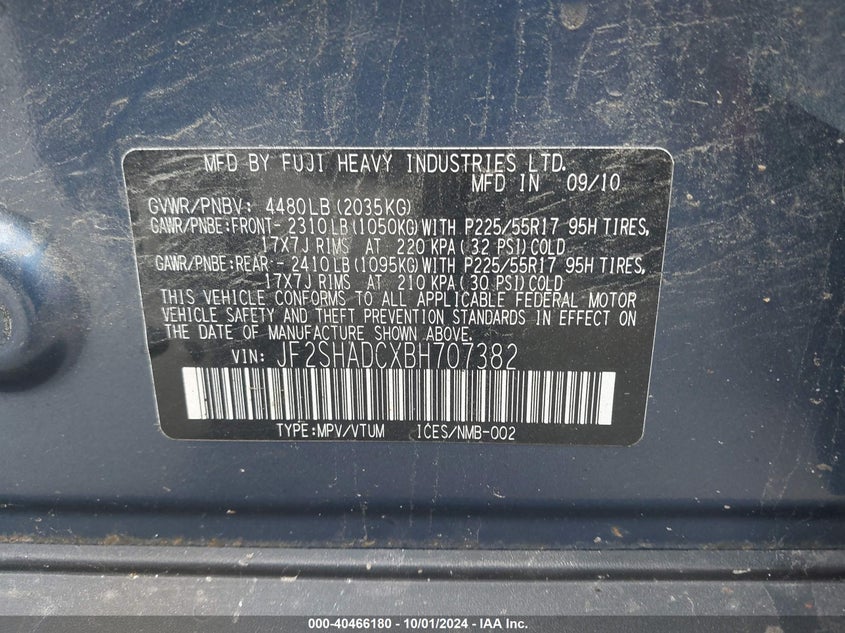 MFD BY FUJI HEAVY INDUSTRIES LTD.
MFD IN 09/10
GVWR/PNBV: 4480LB(2035KG)
GAWR/PNBE:FRONT- 2310LB(1050KG)WITH P225/55R17 95H TIRES,
17X7J RIMS AT 220 KPA( 32 PSI)COLD
GAWR/PNBE:REAR - 2410LB(1095KG)WITH P225/55R17 95H TIRES,
17X7J RIMS AT 210 KPA( 30 PSI)COLD
THIS VEHICLE CONFORMS TO ALL APPLICABLE FEDERAL MOTOR
VEHICLE SAFETY AND THEFT PREVENTION STANDARDS IN EFFECT ON
THE DATE OF MANUFACTURE SHOWN ABOVE.
VIN: JF2SHADCXBH707382
TYPE:MPV/VTUM ICES/NMB-002
000-40466180 - 10/01/2024 - IAA Inc.